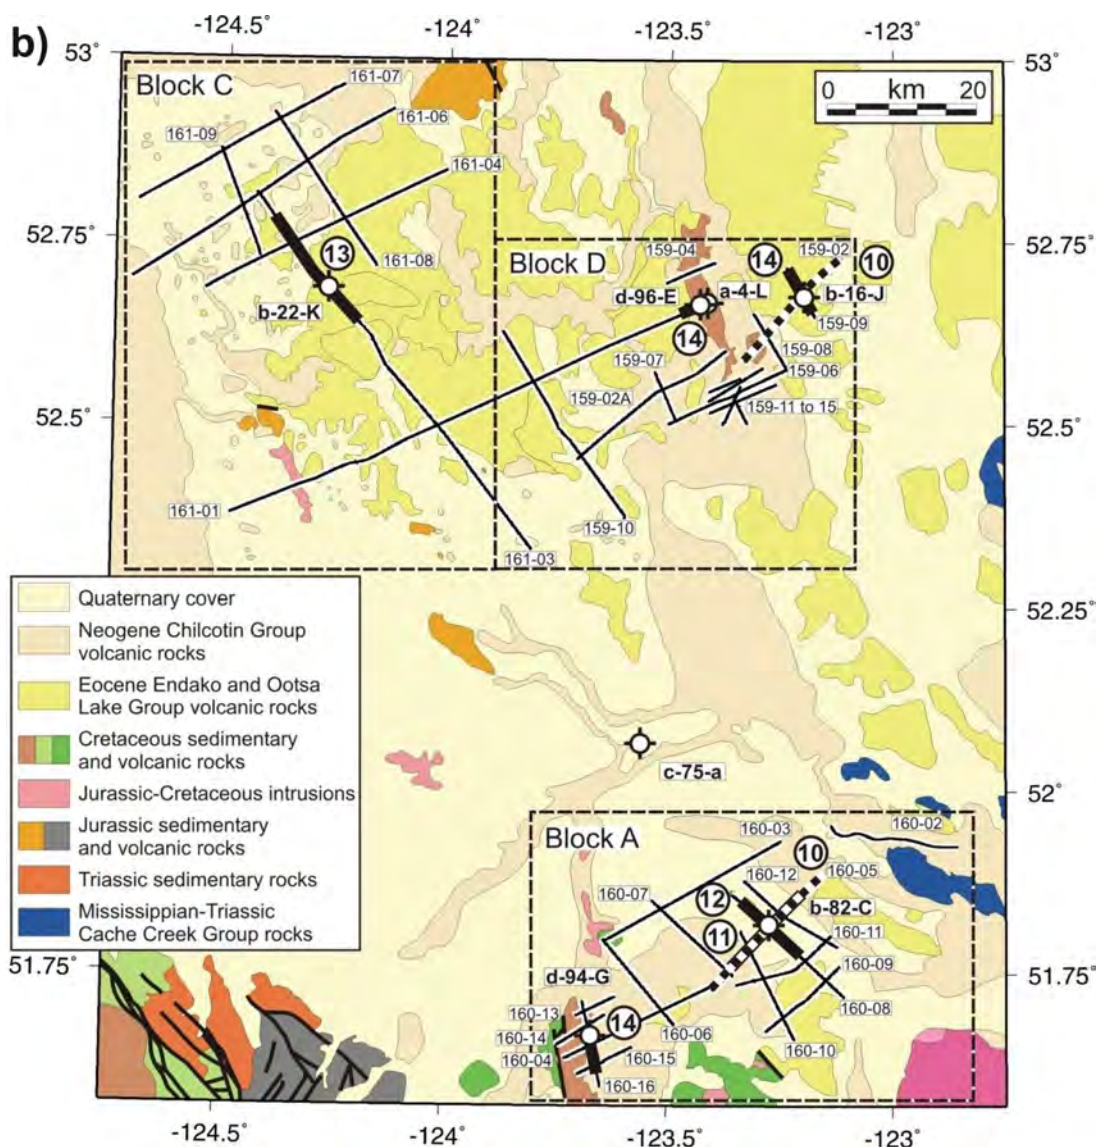 b)
-124.5°
-124°
-123.5°
-123°
53°
53°
Block C
161-07
km
0
20
161-06
161-09
161-04
52.75°
52.75°
13
161-08
Block D
159-04
14
159-02
10
d-96-E
a-4-L
b-16-J
b-22-K
14
159-09
159-07
159-08
159-06
159-02A
159-11 to 15
52.5°
52.5°
161-01
159-10
161-03
Quaternary cover
Neogene Chilcotin Group
volcanic rocks
Eocene Endako and Ootsa
Lake Group volcanic rocks
Cretaceous sedimentary
and volcanic rocks
Jurassic-Cretaceous intrusions
Jurassic sedimentary
and volcanic rocks
Triassic sedimentary rocks
Mississippian-Triassic
Cache Creek Group rocks
52.25°
c-75-a
52°
Block A
160-03
160-02
10
160-12
160-05
160-07
12
b-82-C
11
160-11
160-09
51.75°
51.75°
d-94-G
160-13
14
160-08
160-14
160-06
160-04
160-15
160-10
160-16
-124.5°
-124°
-123.5°
-123°